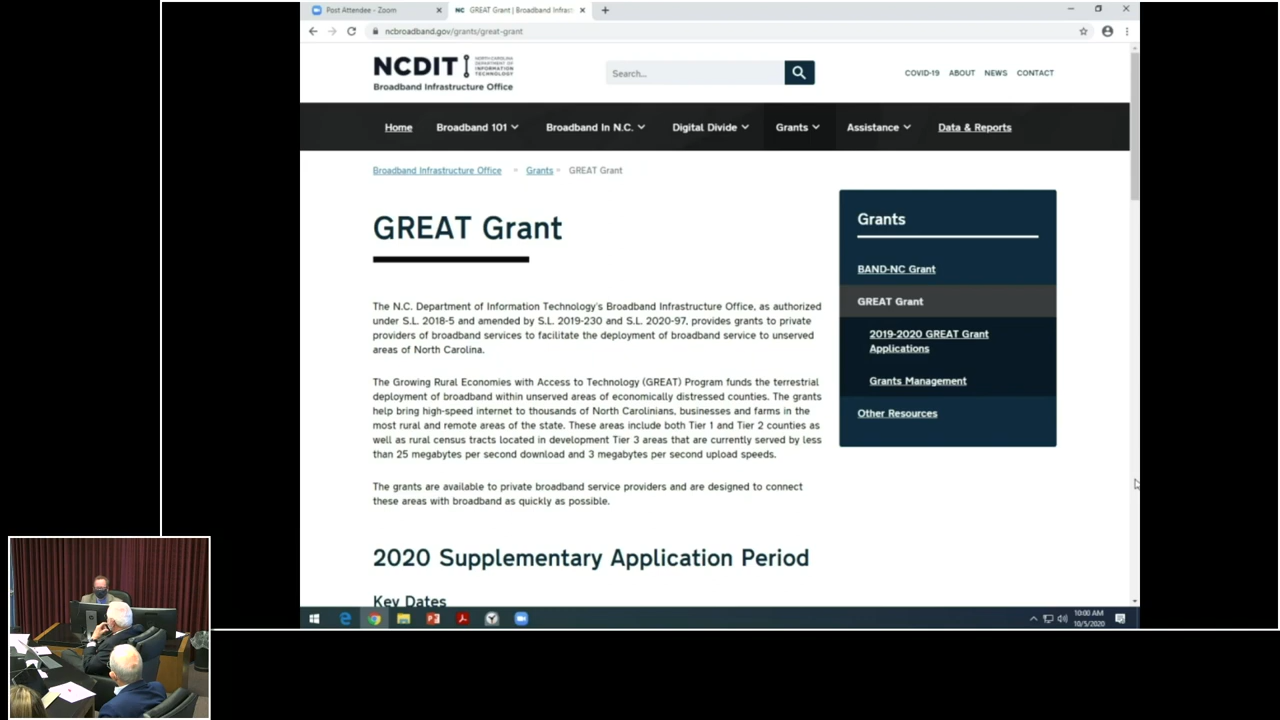 Post Attendee - Zoom
NC GREAT Grant | Broadband Infras
ncbroadband.gov/grants/great-grant
NCDIT
NORTH CAROLINA
DEPARTMENT OF
INFORMATION
TECHNOLOGY
Broadband Infrastructure Office
Search...
COVID-19 ABOUT NEWS CONTACT
Home Broadband 101 Broadband In N.C. Digital Divide Grants Assistance Data & Reports
Broadband Infrastructure Office » Grants » GREAT Grant
GREAT Grant
The N.C. Department of Information Technology's Broadband Infrastructure Office, as authorized
under S.L. 2018-5 and amended by S.L. 2019-230 and S.L. 2020-97, provides grants to private
providers of broadband services to facilitate the deployment of broadband service to unserved
areas of North Carolina.
The Growing Rural Economies with Access to Technology (GREAT) Program funds the terrestrial
deployment of broadband within unserved areas of economically distressed counties. The grants
help bring high-speed internet to thousands of North Carolinians, businesses and farms in the
most rural and remote areas of the state. These areas include both Tier 1 and Tier 2 counties as
well as rural census tracts located in development Tier 3 areas that are currently served by less
than 25 megabytes per second download and 3 megabytes per second upload speeds.
The grants are available to private broadband service providers and are designed to connect
these areas with broadband as quickly as possible.
2020 Supplementary Application Period
Key Dates
Grants
BAND-NC Grant
GREAT Grant
2019-2020 GREAT Grant
Applications
Grants Management
Other Resources
10:00 AM
10/5/2020